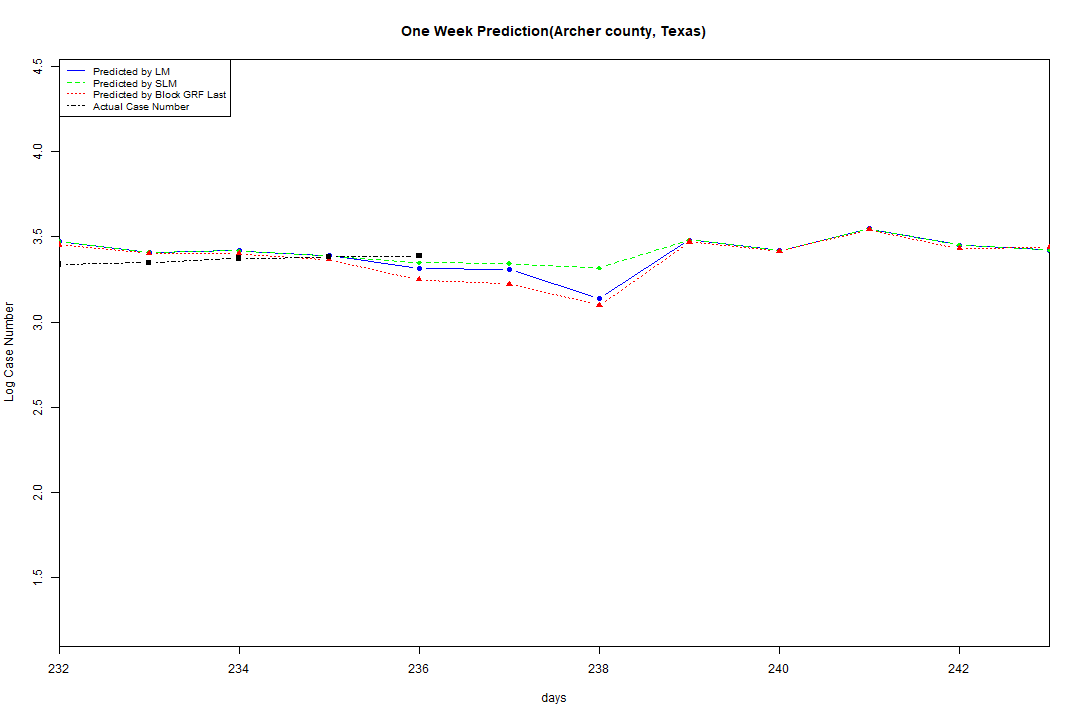 One Week Prediction(Archer county, Texas)
Predicted by LM
Predicted by SLM
Predicted by Block GRF Last
Actual Case Number
4.5
4.0
3.5
3.0
2.5
2.0
1.5
Log Case Number
232
234
236
238
240
242
days